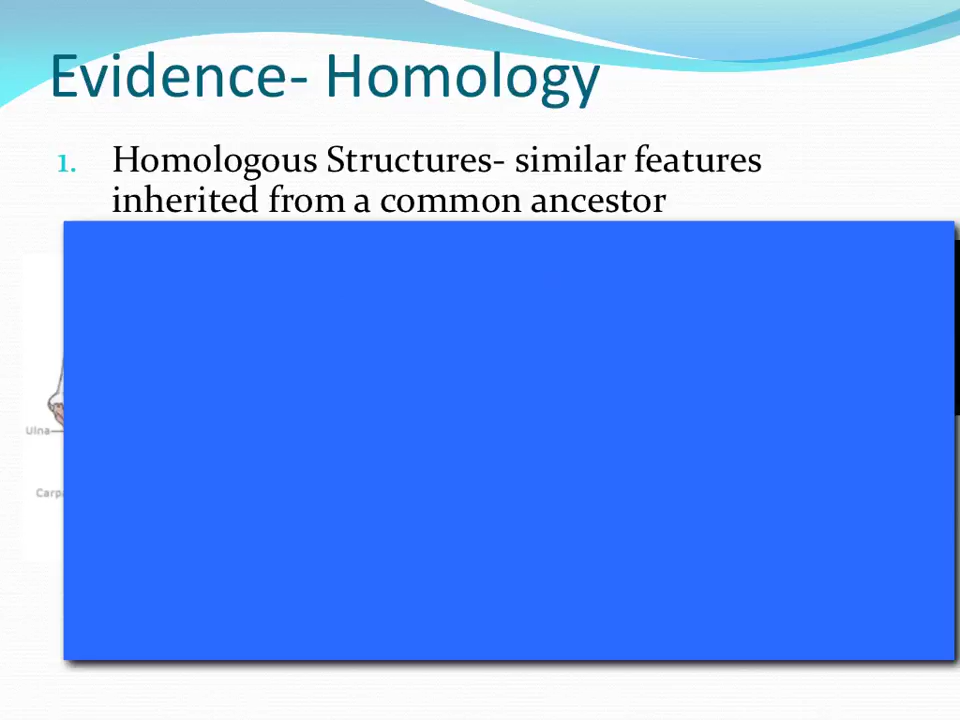 Evidence- Homology
1. Homologous Structures- similar features
inherited from a common ancestor
Ulna